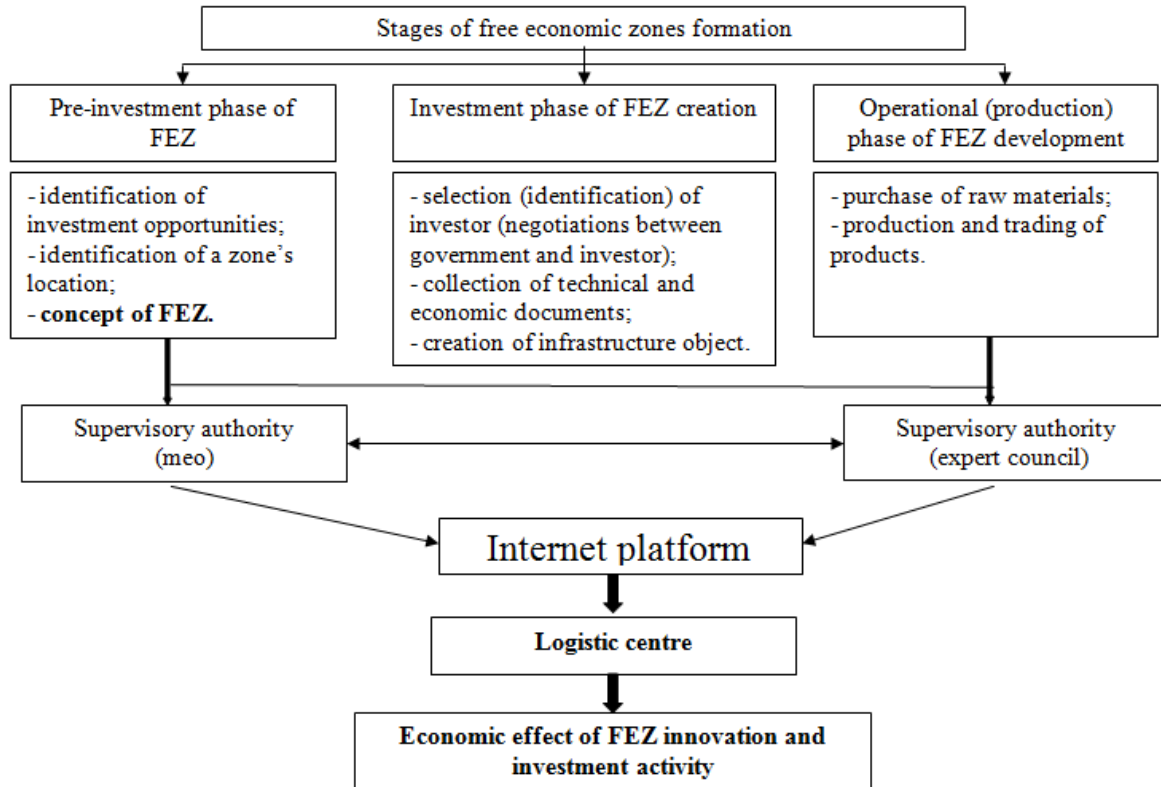 Stages of free economic zones formation
Pre-investment phase of
FEZ
Investment phase of FEZ creation
Operational (production)
phase of FEZ development
- identification of
investment opportunities;
- identification of a zone's
location;
- concept of FEZ.
- selection (identification) of
investor (negotiations between
government and investor);
- collection of technical and
economic documents;
- creation of infrastructure object.
- purchase of raw materials;
- production and trading of
products.
Supervisory authority
(meo)
Supervisory authority
(expert council)
Internet platform
Logistic centre
Economic effect of FEZ innovation and
investment activity